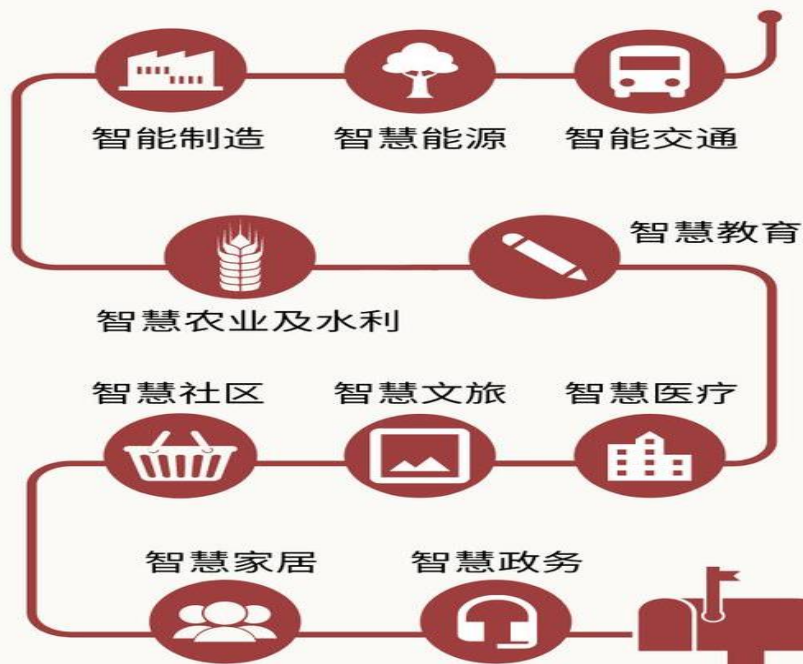 智能制造
智慧能源
智能交通
智慧教育
智慧农业及水利
智慧社区
智慧文旅
智慧医疗
智慧家居
智慧政务